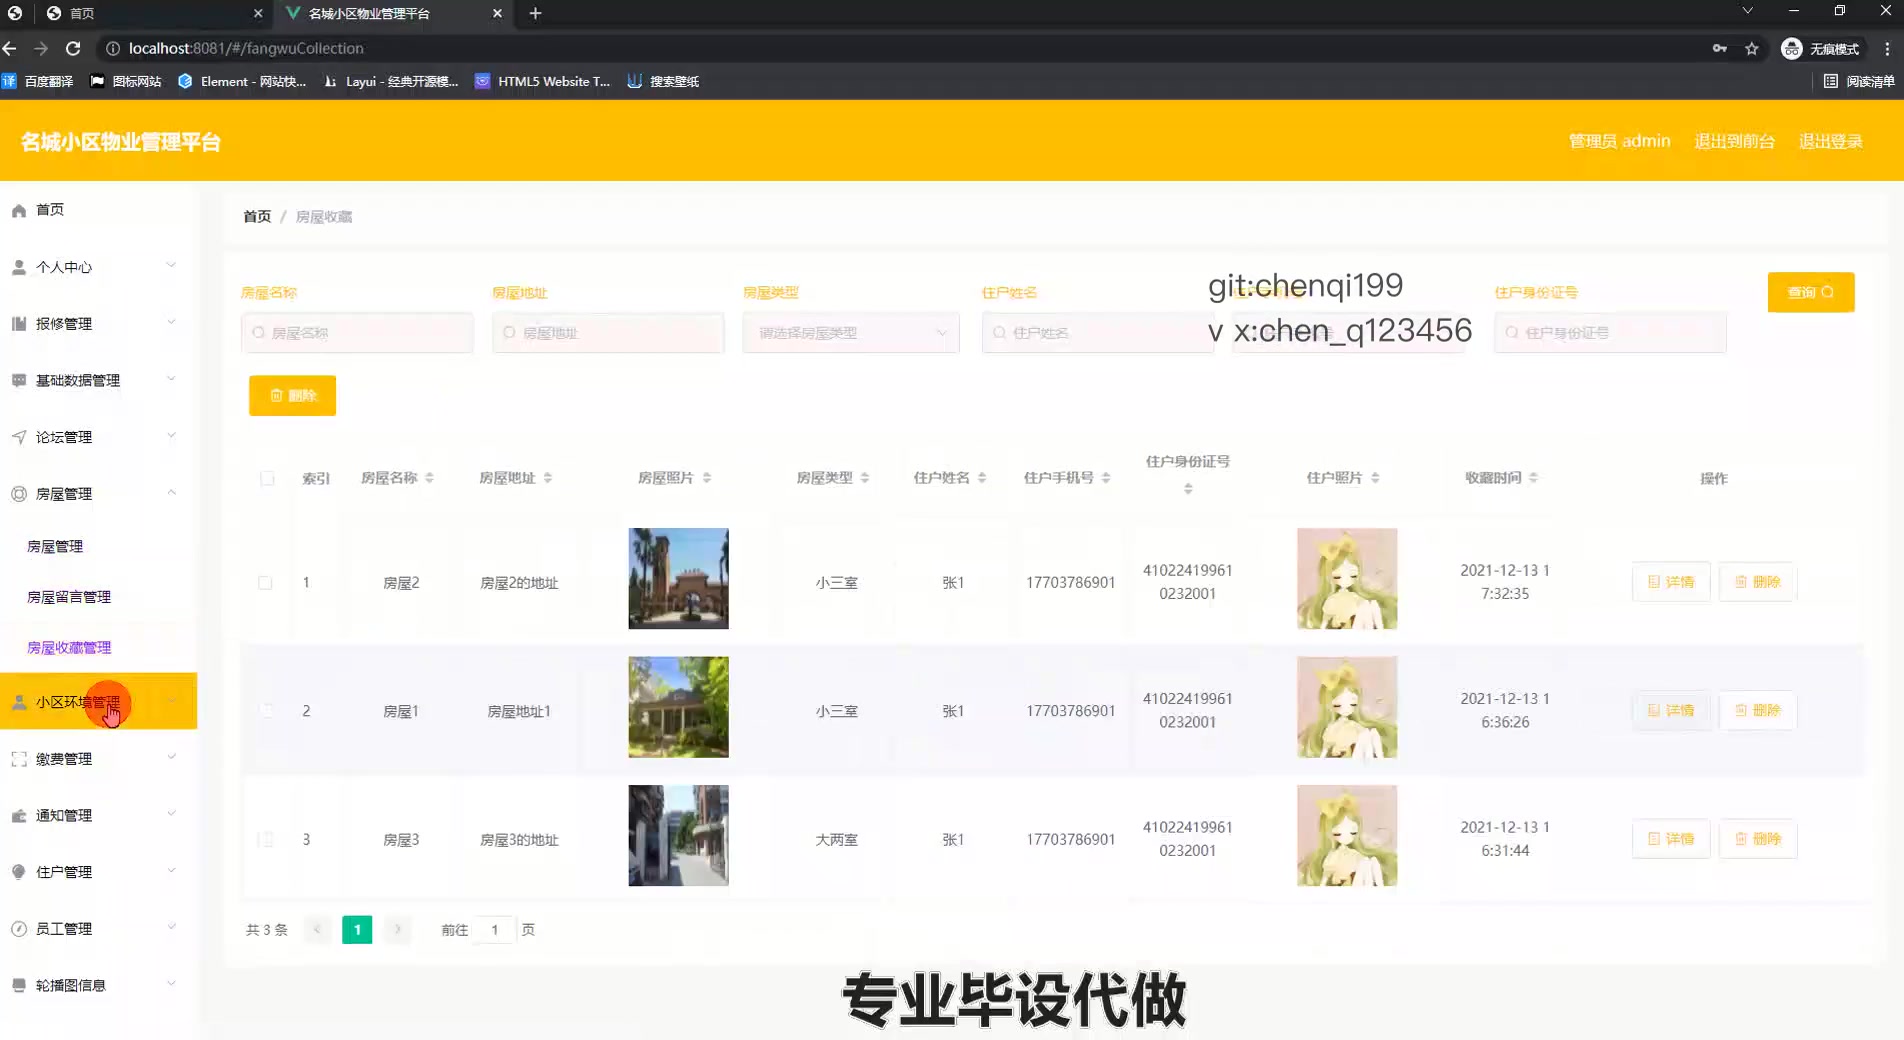 首页
名城小区物业管理平台
localhost:8081/#/fangwuCollection
无痕模式
译 百度翻译
图标网站
Element - 网站快...
Layui - 经典开源模...
HTML5 Website T...
搜索壁纸
阅读清单
名城小区物业管理平台
管理员 admin
退出到前台
退出登录
首页
个人中心
报修管理
基础数据管理
论坛管理
房屋管理
房屋管理
房屋留言管理
房屋收藏管理
小区环境管理
缴费管理
通知管理
住户管理
员工管理
轮播图信息
首页 / 房屋收藏
房屋名称 房屋地址 房屋类型 住户姓名 住户身份证号
房屋名称 房屋地址 请选择房屋类型 住户姓名 住户身份证号
查询
git:chenqi199
v x:chen_q123456
删除
索引 房屋名称 房屋地址 房屋照片 房屋类型 住户姓名 住户手机号 住户身份证号 住户照片 收藏时间 操作
1 房屋2 房屋2的地址 小三室 张1 17703786901 41022419961 2021-12-13 1 详情 删除
0232001 7:32:35
2 房屋1 房屋地址1 小三室 张1 17703786901 41022419961 2021-12-13 1 详情 删除
0232001 6:36:26
3 房屋3 房屋3的地址 大两室 张1 17703786901 41022419961 2021-12-13 1 详情 删除
0232001 6:31:44
共 3 条 1 前往 1 页
专业毕设代做